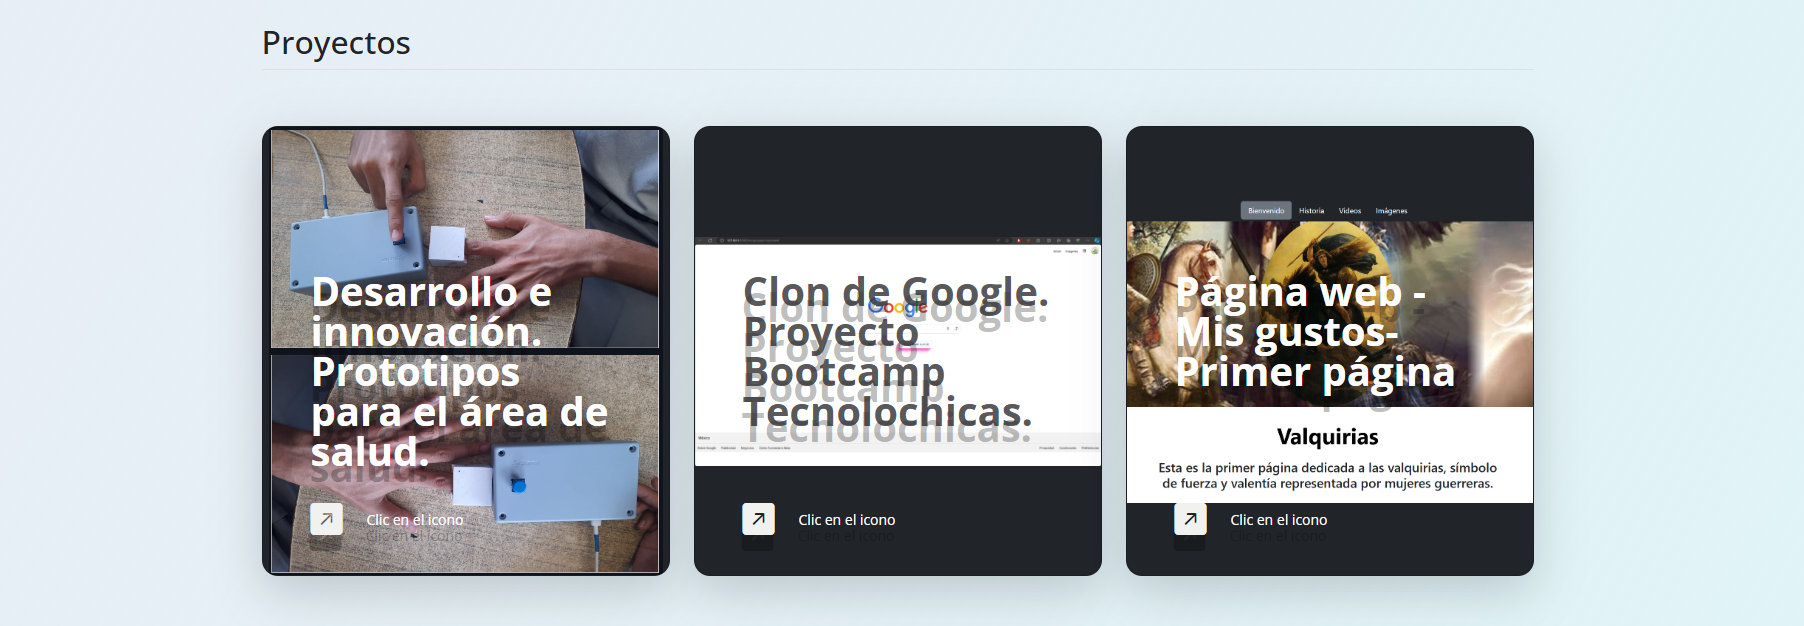 Proyectos
Desarrollo e
innovación.
Prototipos
para el área de
salud.
Clic en el icono
Google
Clon de Google.
Proyecto
Bootcamp
Tecnolochicas.
México
Clic en el icono
Bienvenido Historia Videos Imágenes
Página web -
Mis gustos-
Primer página
Valquirias
Esta es la primer página dedicada a las valquirias, símbolo
de fuerza y valentía representada por mujeres guerreras.
Clic en el icono